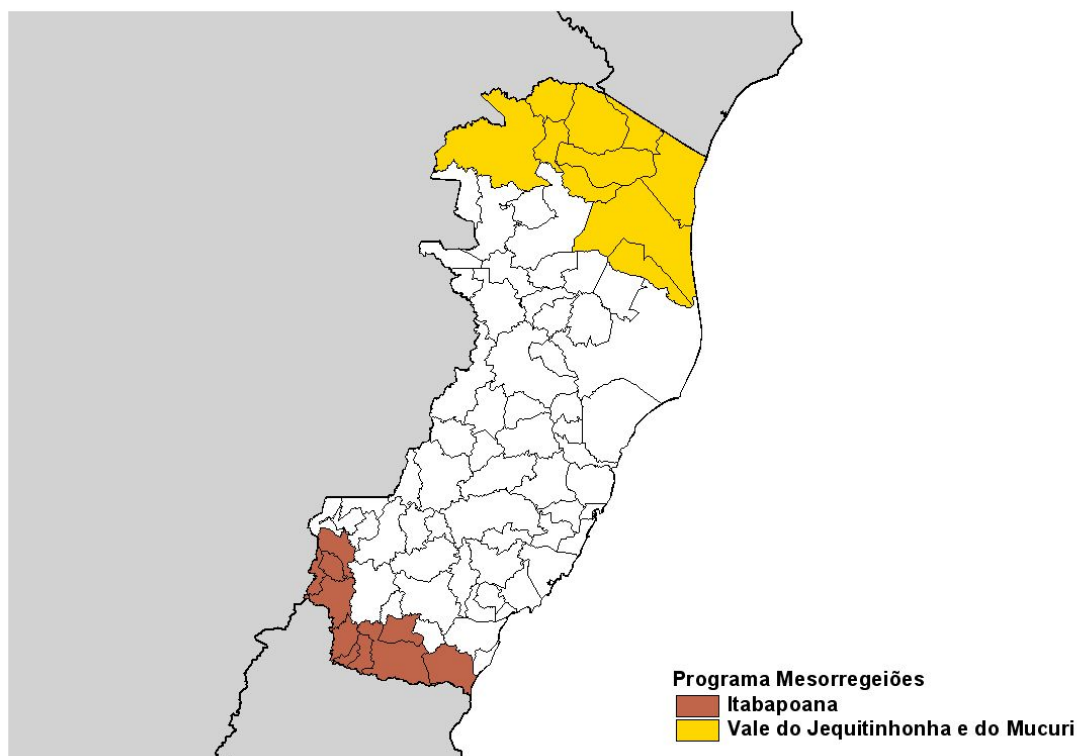 Programa Mesorregeiões
Itabapoana
Vale do Jequitinhonha e do Mucuri